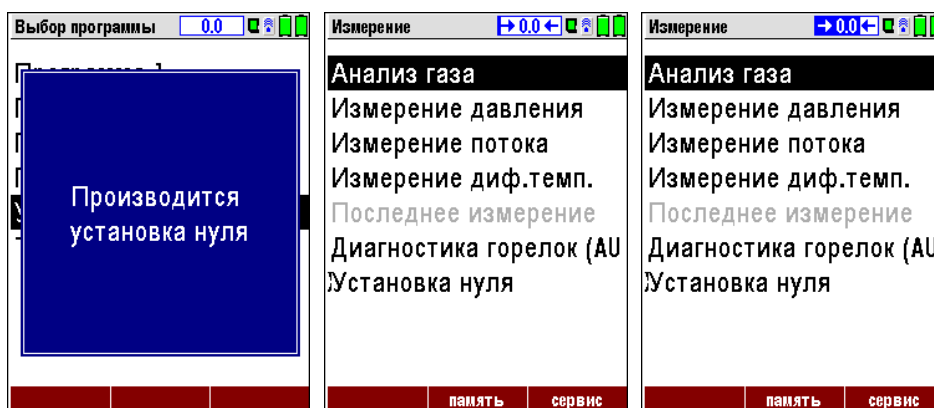 Выбор программы 0.0
Производится
установка нуля
Измерение 0.0
Анализ газа
Измерение давления
Измерение потока
Измерение диф.темп.
Последнее измерение
Диагностика горелок (AU
Установка нуля
память сервис
Измерение 0.0
Анализ газа
Измерение давления
Измерение потока
Измерение диф.темп.
Последнее измерение
Диагностика горелок (AU
Установка нуля
память сервис